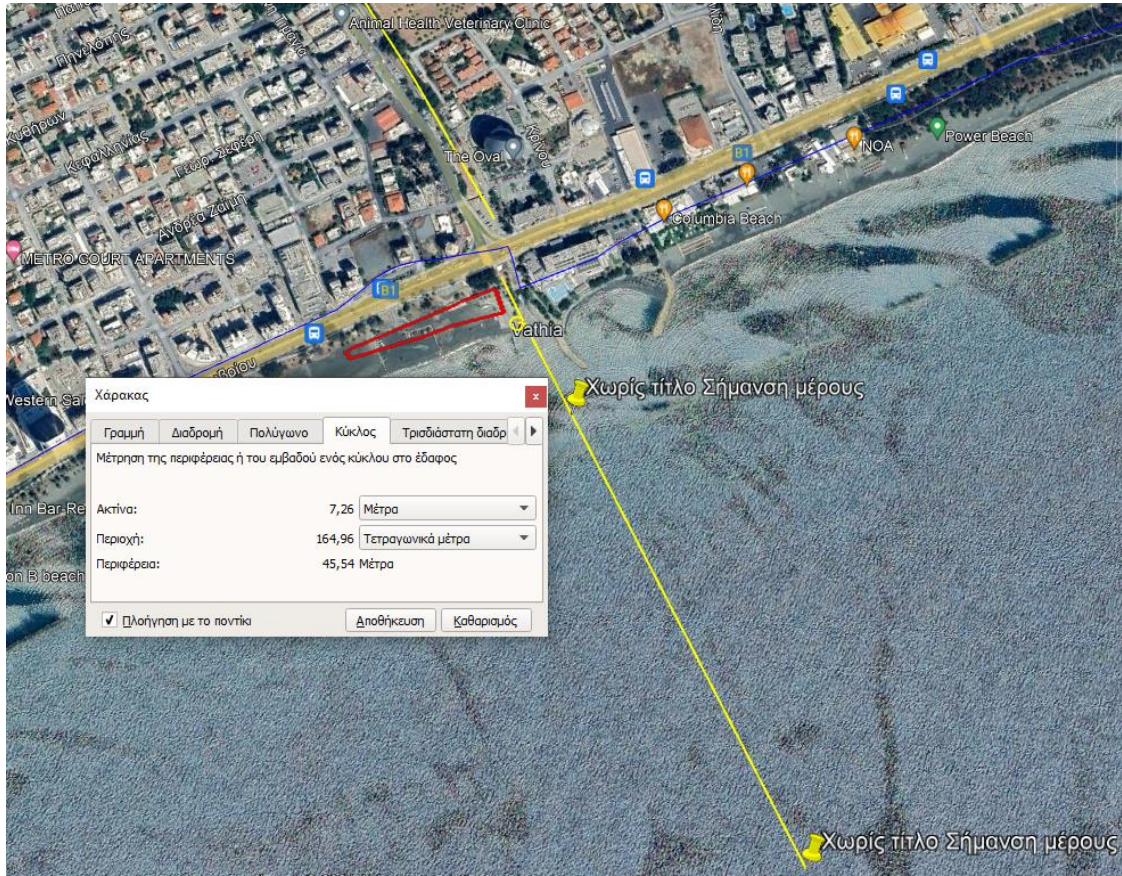 Πηνελόπης
Animal Health Veterinary Clinic
Κυθήρων
Κεφαλληνίας
Γεωρ. Σεφέρη
The Oval
Κρίνου
Ανδρέα Ζαΐμη
METRO COURT APARTMENTS
B1
NOA
Power Beach
Columbia Beach
B1
Vathia
Western Sa
Χωρίς τίτλο Σήμανση μέρους
Χάρακας
Γραμμή Διαδρομή Πολύγωνο Κύκλος Τρισδιάστατη διαδρ
Μέτρηση της περιφέρειας ή του εμβαδού ενός κύκλου στο έδαφος
Ακτίνα: 7,26 Μέτρα
Περιοχή: 164,96 Τετραγωνικά μέτρα
Περιφέρεια: 45,54 Μέτρα
Πλοήγηση με το ποντίκι Αποθήκευση Καθαρισμός
Inn Bar-Re
on B beach
Χωρίς τίτλο Σήμανση μέρους